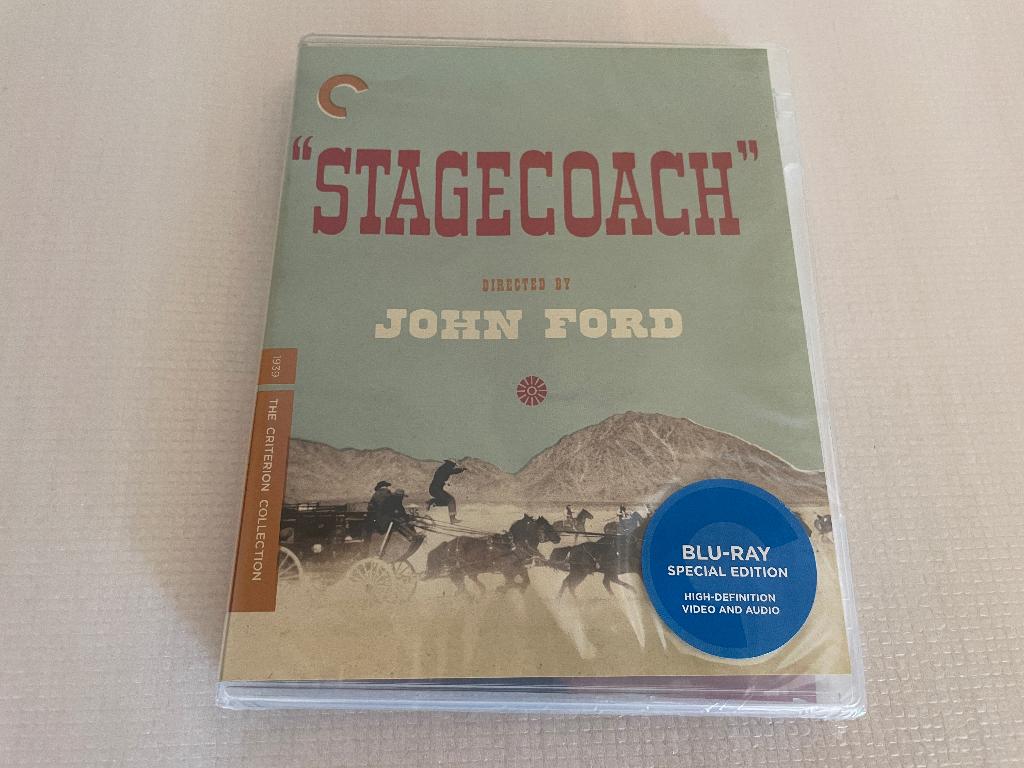 "STAGECOACH"
DIRECTED BY
JOHN FORD
1939
THE CRITERION COLLECTION
BLU-RAY
SPECIAL EDITION
HIGH-DEFINITION
VIDEO AND AUDIO